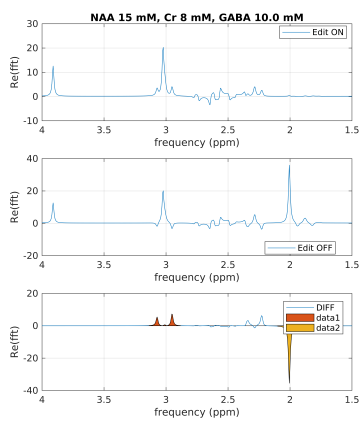 NAA 15 mM, Cr 8 mM, GABA 10.0 mM
30
20
10
0
-10
Re(fft)
Edit ON
4 3.5 3 2.5 2 1.5
frequency (ppm)
40
20
0
-20
Re(fft)
Edit OFF
4 3.5 3 2.5 2 1.5
frequency (ppm)
20
0
-20
-40
Re(fft)
DIFF
data1
data2
4 3.5 3 2.5 2 1.5
frequency (ppm)